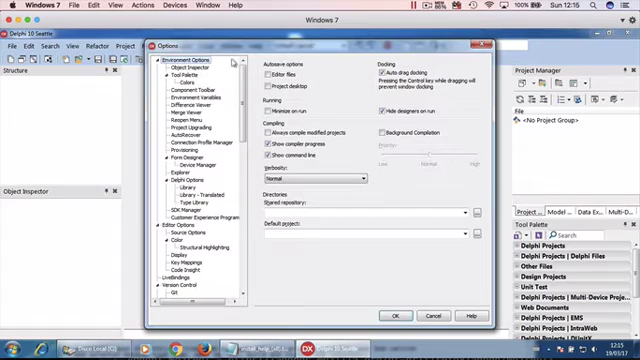 Windows File Edit Actions Devices Window Help
Sun 12:15
Windows 7
Delphi 10 Seattle
File Edit Search View Refactor Project
Structure
Object Inspector
Options
Environment Options
Object Inspector
Tool Palette
Colors
Component Toolbar
Environment Variables
Difference Viewer
Merge Viewer
Reopen Menu
Project Upgrading
AutoRecover
Connection Profile Manager
Provisioning
Form Designer
Device Manager
Explorer
Delphi Options
Library
Library - Translated
Type Library
SDK Manager
Customer Experience Program
Editor Options
Source Options
Color
Structural Highlighting
Display
Key Mappings
Code Insight
LiveBindings
Version Control
Git
Autosave options
Editor files
Project desktop
Running
Minimize on run
Compiling
Always compile modified projects
Show compiler progress
Show command line
Verbosity:
Normal
Directories
Shared repository:
Default project:
Docking
Auto drag docking
Pressing the Control key while dragging will
prevent window docking
Hide designers on run
Background Compilation
Priority:
Low Normal High
OK Cancel Help
Project Manager
File
<No Project Group>
Project ... Model ... Data Ex...
Tool Palette
Search
Delphi Projects
Delphi Projects | Delphi Files
Other Files
Design Projects
Unit Test
Delphi Projects | Multi-Device Proje...
Web Documents
Delphi Projects | EMS
Delphi Projects | IntraWeb
Disco Local (C:)
Delphi 10 Seattle
12:15
19/03/17